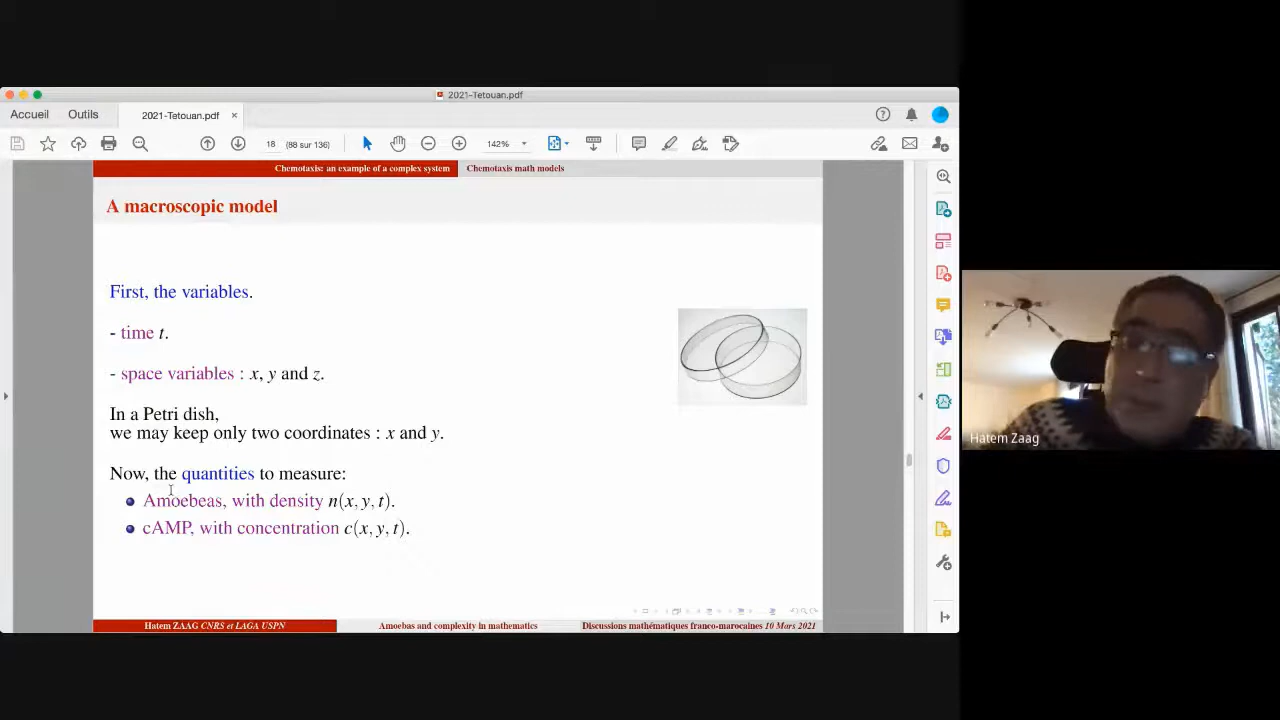 2021-Tetouan.pdf
Accueil Outils 2021-Tetouan.pdf ×
18 (88 sur 136) 142%
Chemotaxis: an example of a complex system Chemotaxis math models
A macroscopic model
First, the variables.
- time t.
- space variables : x, y and z.
In a Petri dish,
we may keep only two coordinates : x and y.
Now, the quantities to measure:
Amoebeas, with density n(x, y, t).
cAMP, with concentration c(x, y, t).
Hatem ZAAG CNRS et LAGA USPN Amoebas and complexity in mathematics Discussions mathématiques franco-marocaines 10 Mars 2021
Hatem Zaag